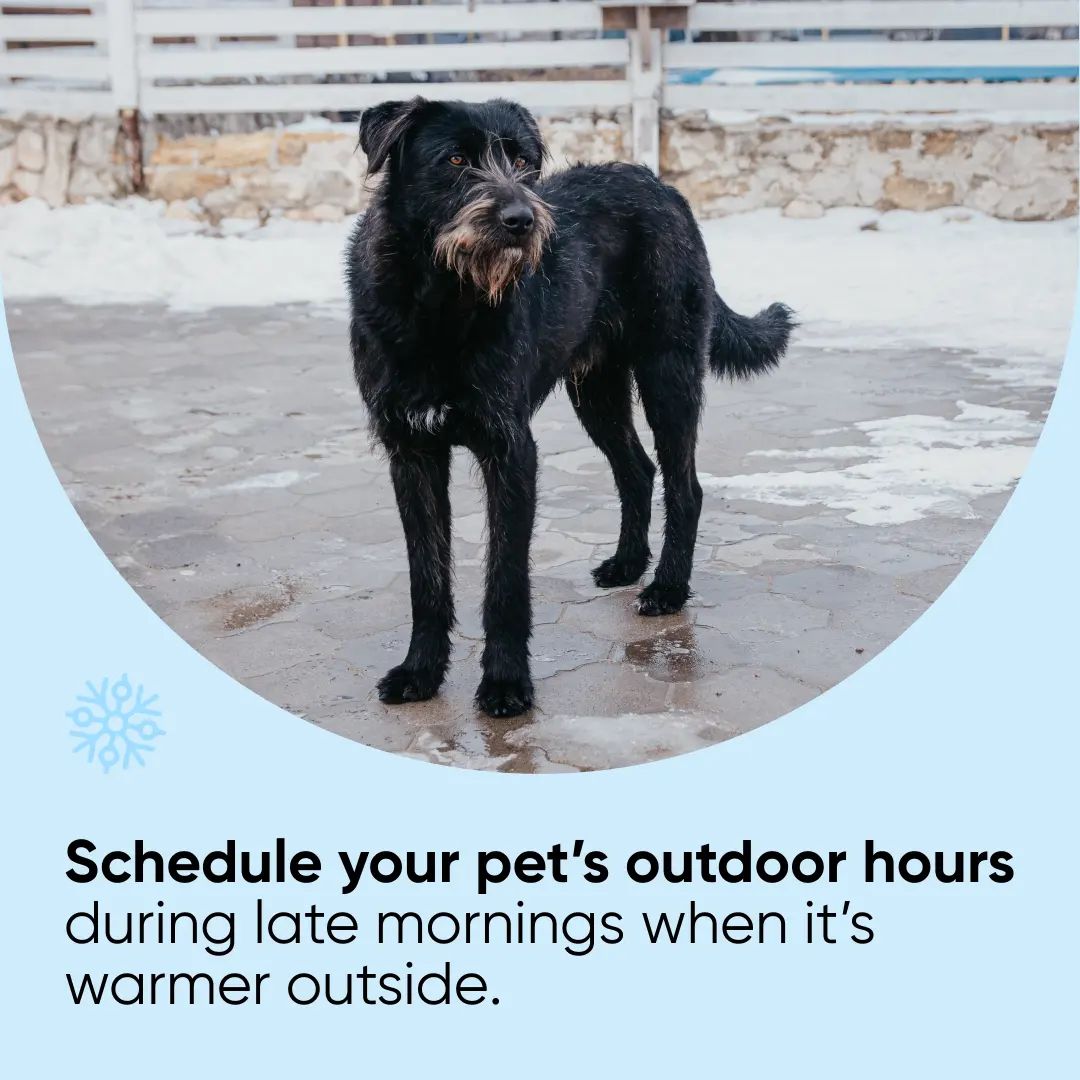 Schedule your pet’s outdoor hours
during late mornings when it’s
warmer outside.